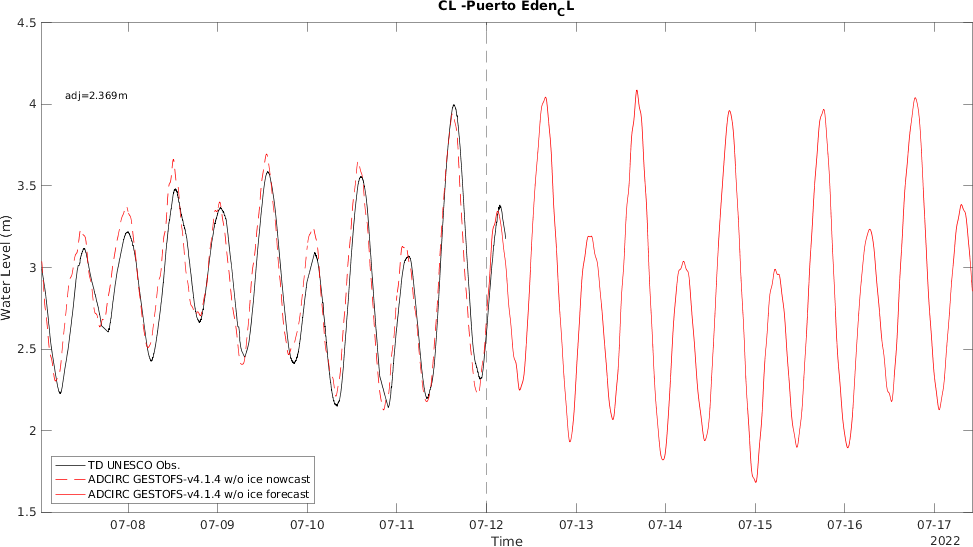 CL -Puerto Eden_CL
4.5
adj=2.369m
4
3.5
3
2.5
2
1.5
Water Level (m)
TD UNESCO Obs.
ADCIRC GESTOFS-v4.1.4 w/o ice nowcast
ADCIRC GESTOFS-v4.1.4 w/o ice forecast
07-08 07-09 07-10 07-11 07-12 07-13 07-14 07-15 07-16 07-17
Time
2022